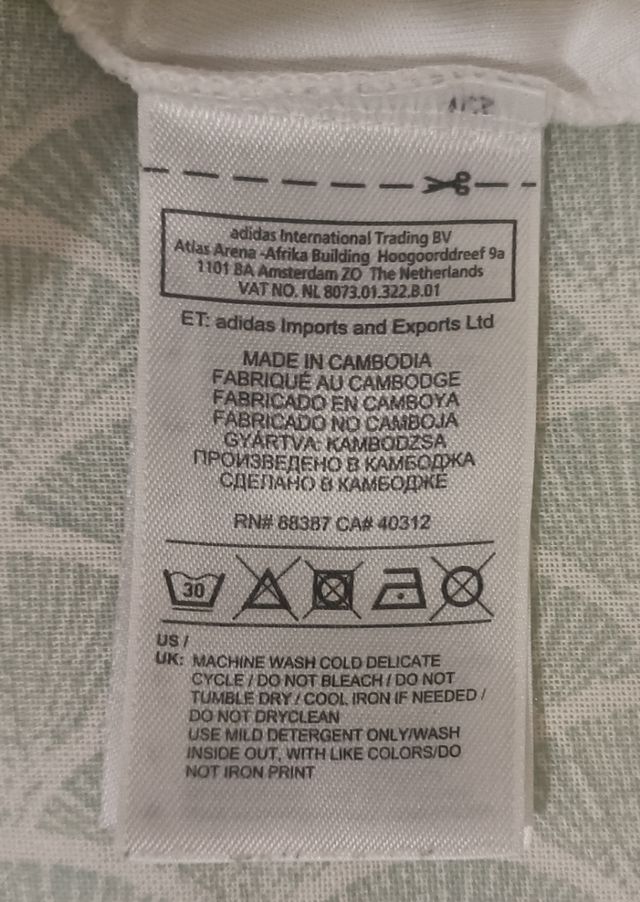 adidas International Trading BV
Atlas Arena -Afrika Building Hoogoorddreef 9a
1101 BA Amsterdam ZO The Netherlands
VAT NO. NL 8073.01.322.B.01
ET: adidas Imports and Exports Ltd
MADE IN CAMBODIA
FABRIQUÉ AU CAMBODGE
FABRICADO EN CAMBOYA
FABRICADO NO CAMBOJA
GYÁRTVA: KAMBODZSA
ПРОИЗВЕДЕНО В КАМБОДЖА
СДЕЛАНО В КАМБОДЖЕ
RN# 88387 CA# 40312
30
US /
UK: MACHINE WASH COLD DELICATE
CYCLE / DO NOT BLEACH / DO NOT
TUMBLE DRY / COOL IRON IF NEEDED /
DO NOT DRYCLEAN
USE MILD DETERGENT ONLY/WASH
INSIDE OUT, WITH LIKE COLORS/DO
NOT IRON PRINT